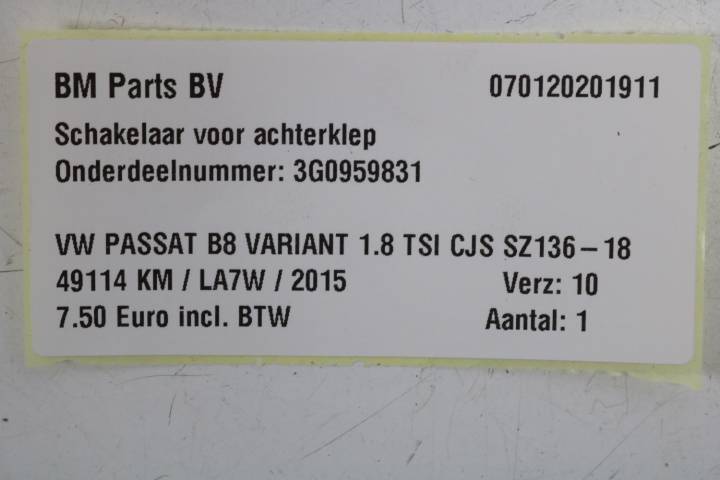 BM Parts BV 070120201911
Schakelaar voor achterklep
Onderdeelnummer: 3G0959831
VW PASSAT B8 VARIANT 1.8 TSI CJS SZ136-18
49114 KM / LA7W / 2015 Verz: 10
7.50 Euro incl. BTW Aantal: 1